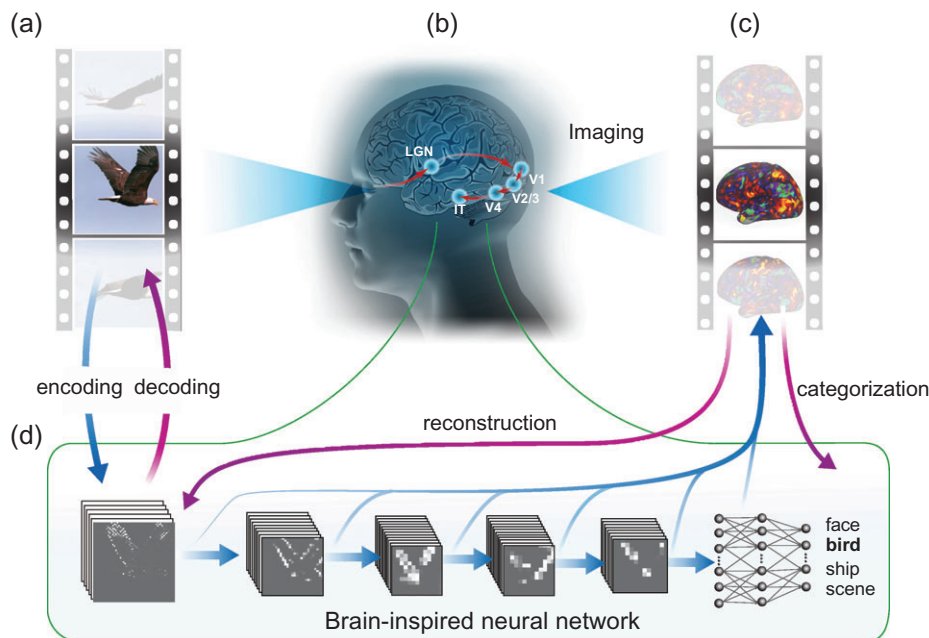 (a)
(b)
(c)
Imaging
LGN
V1
V2/3
V4
IT
encoding
decoding
reconstruction
categorization
(d)
face
bird
ship
scene
Brain-inspired neural network